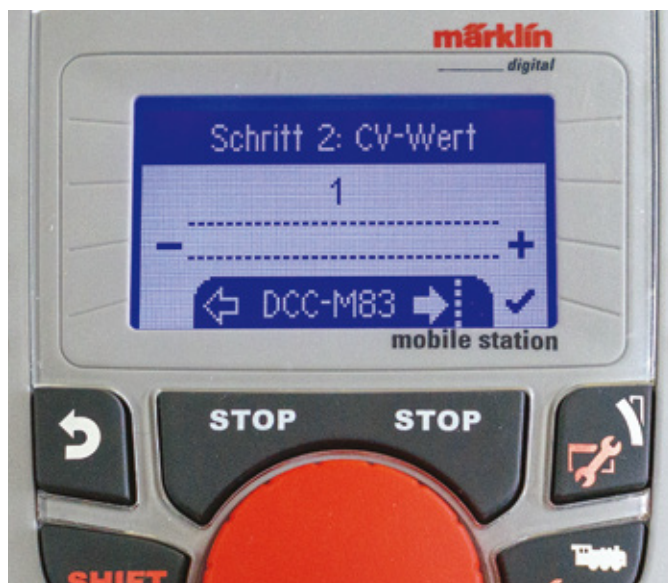 märklin
digital
Schritt 2: CV-Wert
1
− +
DCC-M83
mobile station
STOP STOP
SHIFT